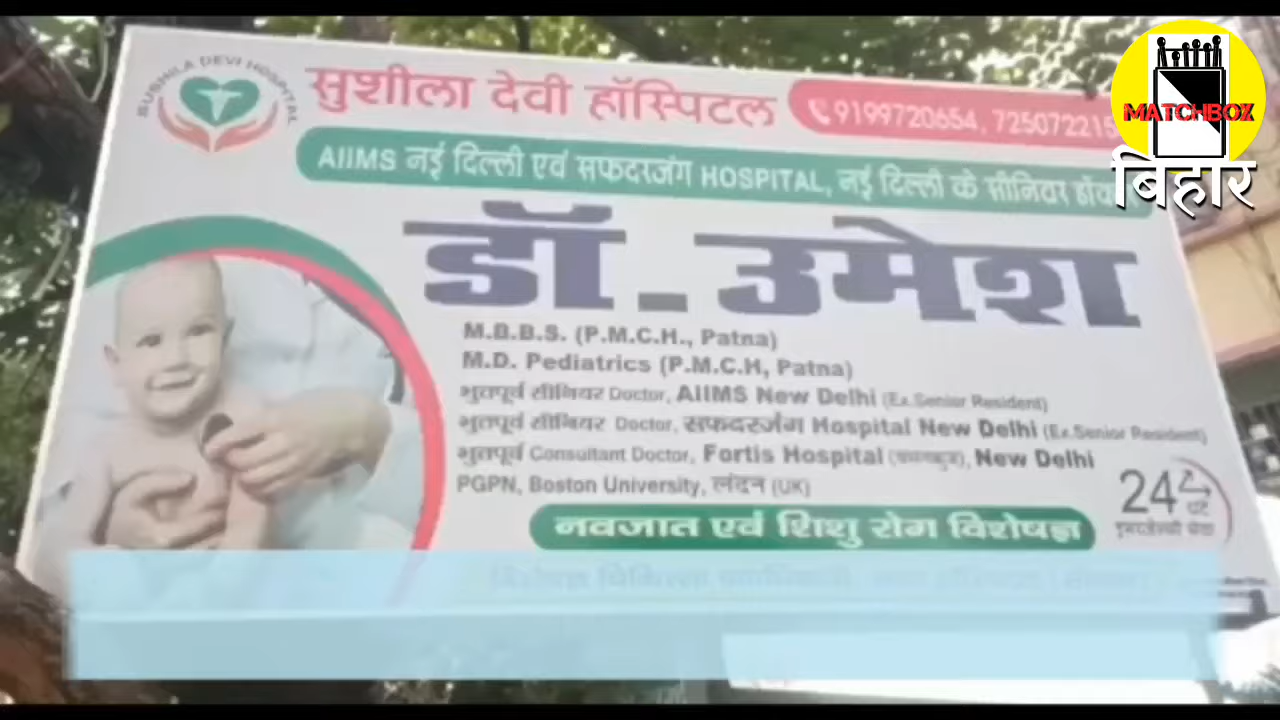 SUSHILA DEVI HOSPITAL
सुशीला देवी हॉस्पिटल
9199720654, 725072215
MATCHBOX
बिहार
AIIMS नई दिल्ली एवं सफदरजंग HOSPITAL, नई दिल्ली के सीनियर
डॉ. उमेश
M.B.B.S. (P.M.C.H., Patna)
M.D. Pediatrics (P.M.C.H, Patna)
भुतपूर्व सीनियर Doctor, AIIMS New Delhi (Ex.Senior Resident)
भुतपूर्व सीनियर Doctor, सफदरजंग Hospital New Delhi (Ex.Senior Resident)
भुतपूर्व Consultant Doctor, Fortis Hospital New Delhi
PGPN, Boston University, लंदन (UK)
24 घंटे
नवजात एवं शिशु रोग विशेषज्ञ